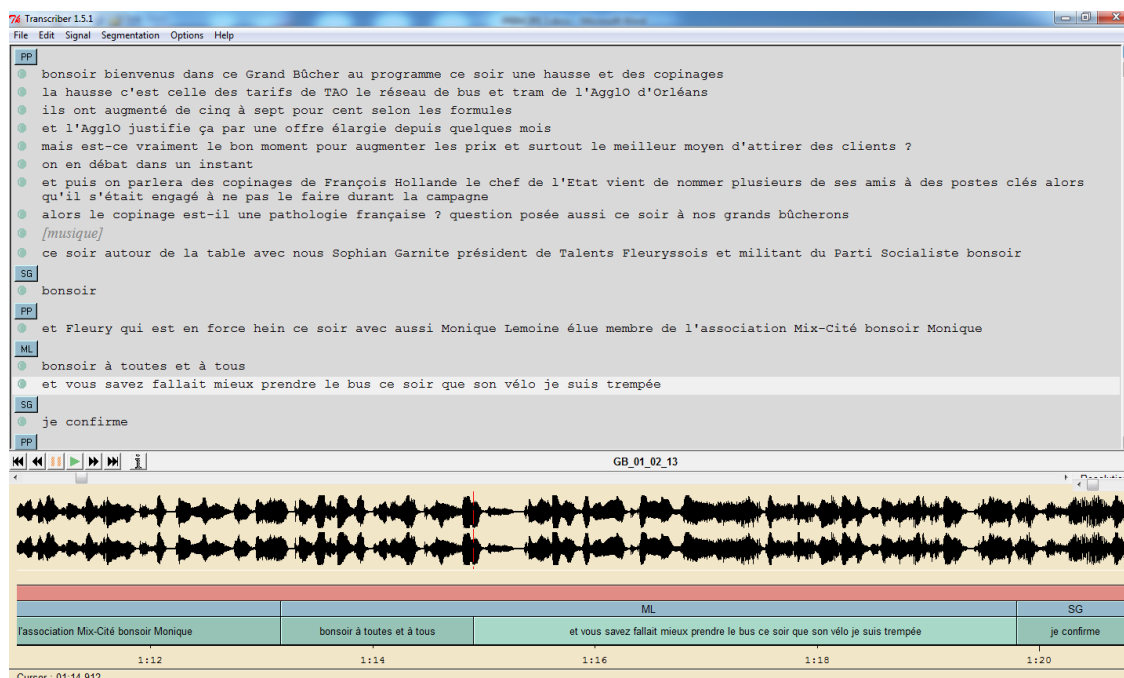 Transcriber 1.5.1
File Edit Signal Segmentation Options Help
PP
bonsoir bienvenus dans ce Grand Bûcher au programme ce soir une hausse et des copinages
la hausse c'est celle des tarifs de TAO le réseau de bus et tram de l'AgglO d'Orléans
ils ont augmenté de cinq à sept pour cent selon les formules
et l'AgglO justifie ça par une offre élargie depuis quelques mois
mais est-ce vraiment le bon moment pour augmenter les prix et surtout le meilleur moyen d'attirer des clients ?
on en débat dans un instant
et puis on parlera des copinages de François Hollande le chef de l'Etat vient de nommer plusieurs de ses amis à des postes clés alors
qu'il s'était engagé à ne pas le faire durant la campagne
alors le copinage est-il une pathologie française ? question posée aussi ce soir à nos grands bûcherons
[musique]
ce soir autour de la table avec nous Sophian Garnite président de Talents Fleuryssois et militant du Parti Socialiste bonsoir
SG
bonsoir
PP
et Fleury qui est en force hein ce soir avec aussi Monique Lemoine élue membre de l'association Mix-Cité bonsoir Monique
ML
bonsoir à toutes et à tous
et vous savez fallait mieux prendre le bus ce soir que son vélo je suis trempée
SG
je confirme
PP
GB_01_02_13
ML SG
l'association Mix-Cité bonsoir Monique bonsoir à toutes et à tous et vous savez fallait mieux prendre le bus ce soir que son vélo je suis trempée je confirme
1:12 1:14 1:16 1:18 1:20
Cursor : 01:14.912